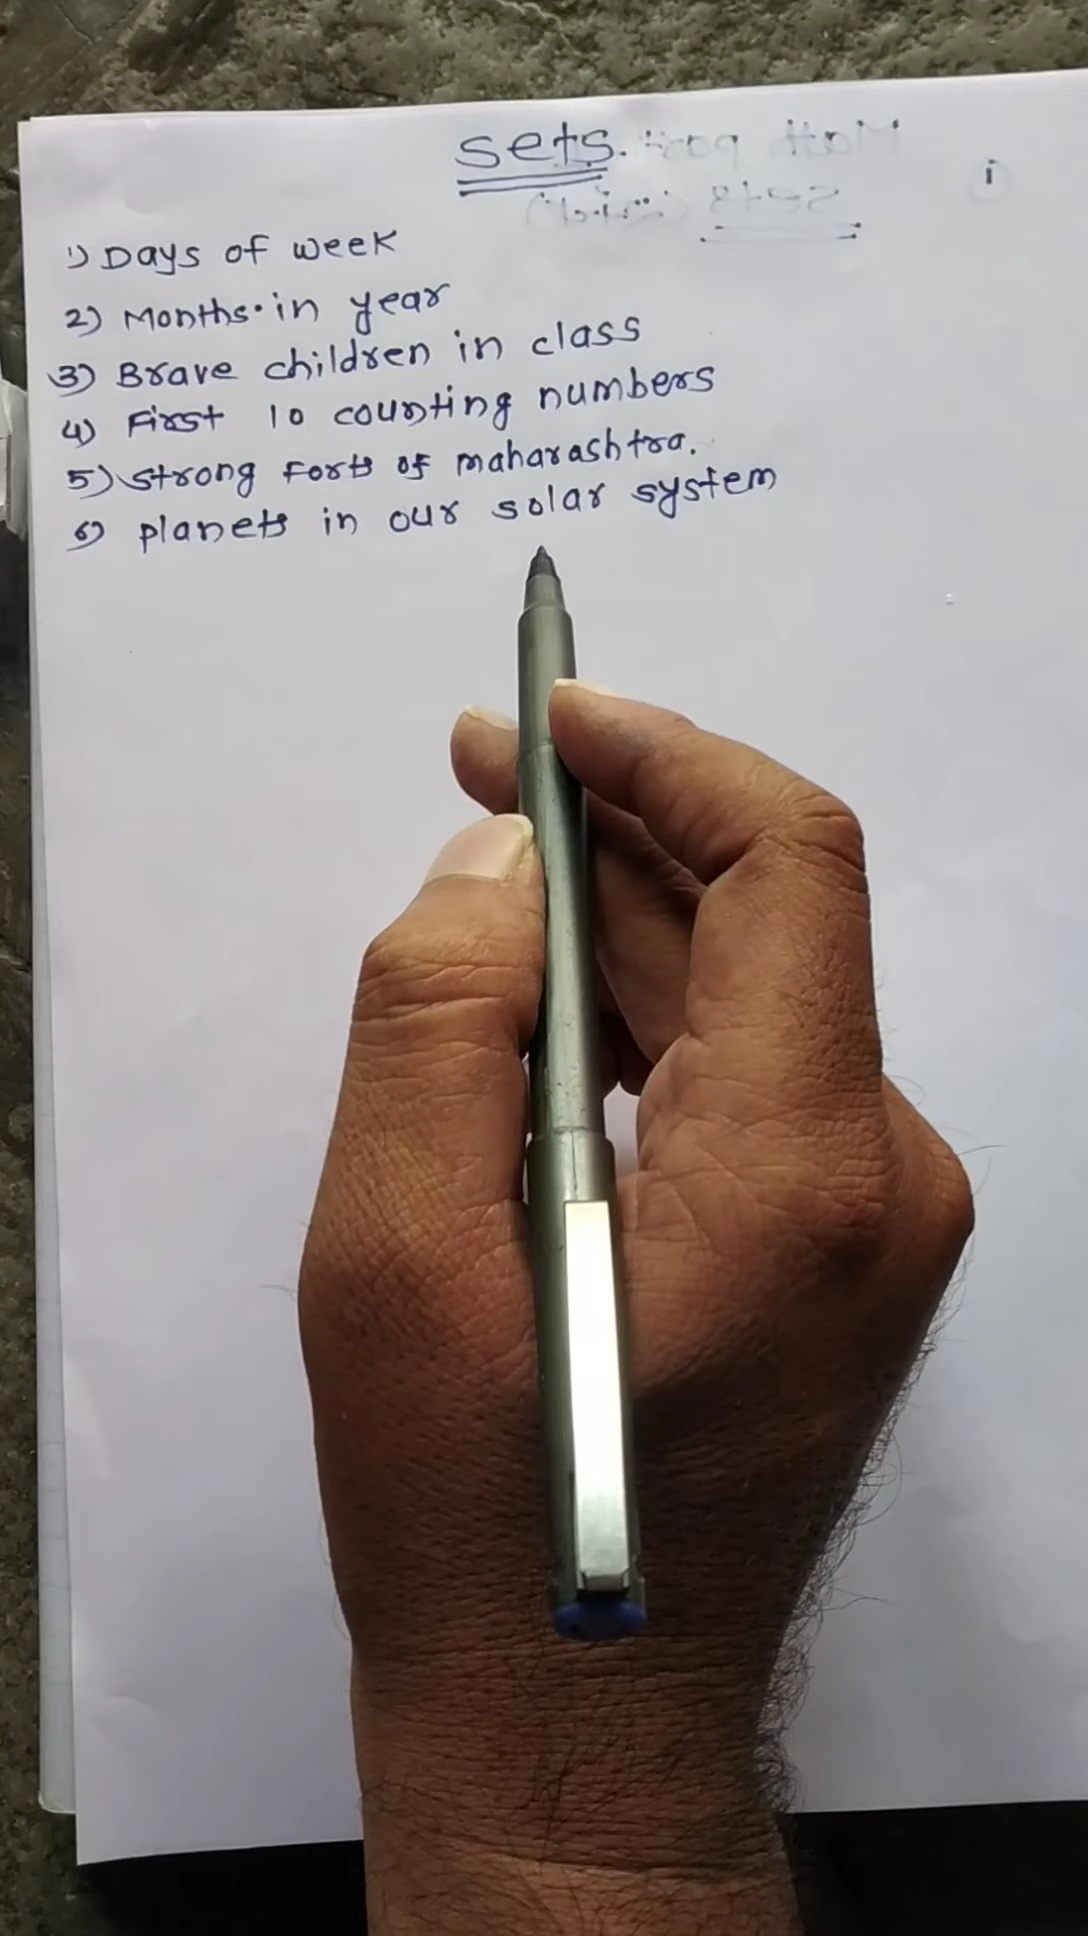 sets.
1) Days of week
2) Months in year
3) Brave children in class
4) First 10 counting numbers
5) strong forts of maharashtra.
6) planets in our solar system